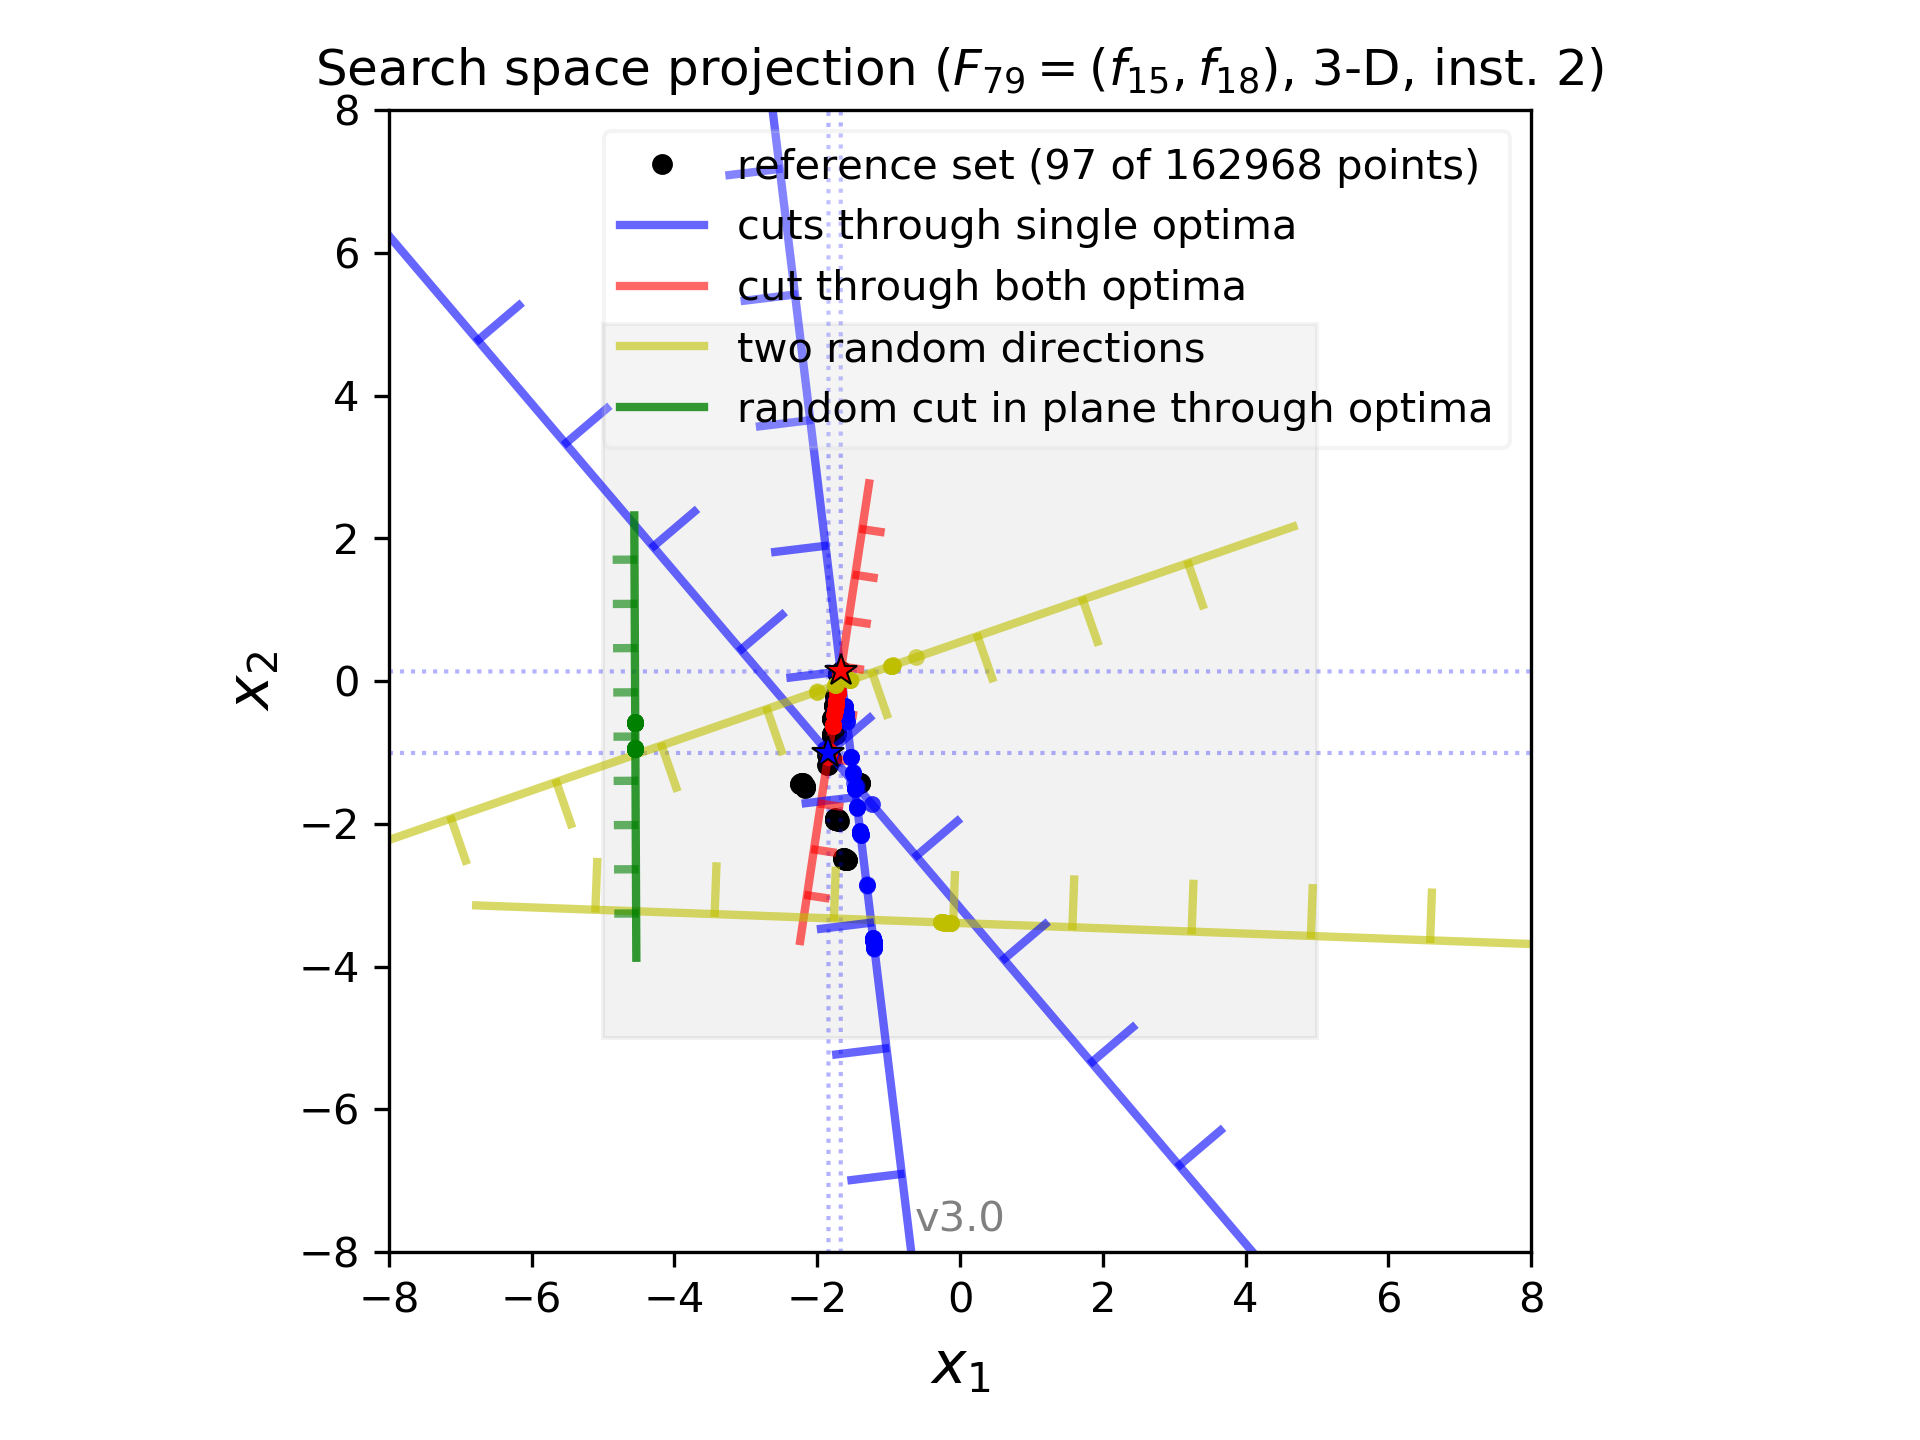 Search space projection (F79 = (f15, f18), 3-D, inst. 2)
8
6
4
2
0
−2
−4
−6
−8
x2
reference set (97 of 162968 points)
cuts through single optima
cut through both optima
two random directions
random cut in plane through optima
v3.0
−8 −6 −4 −2 0 2 4 6 8
x1